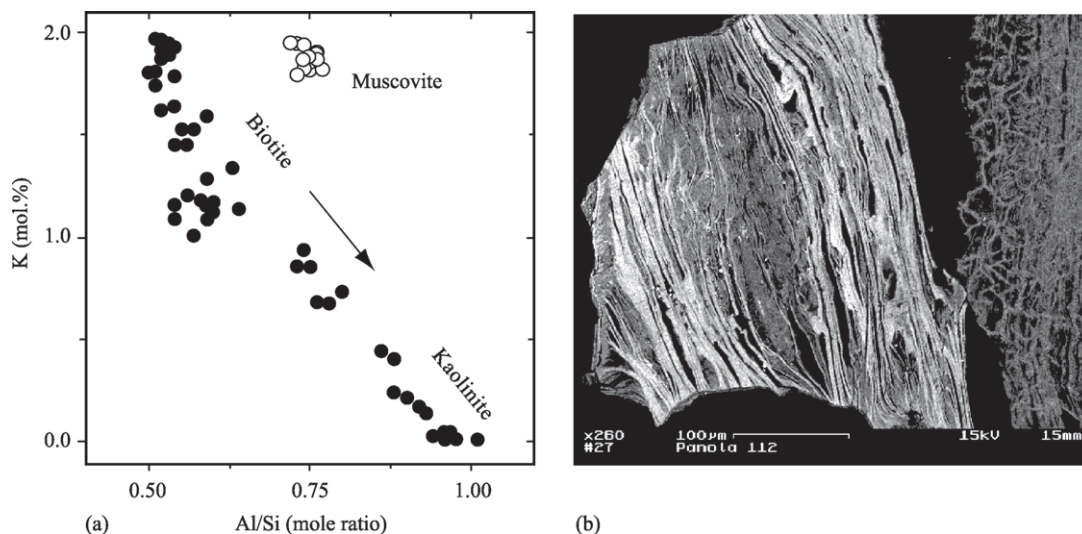 2.0
1.0
0.0
K (mol.%)
Muscovite
Biotite
Kaolinite
0.50 0.75 1.00
(a) Al/Si (mole ratio)
x260 100µm 15kV 15mm
#27 Panola 112
(b)